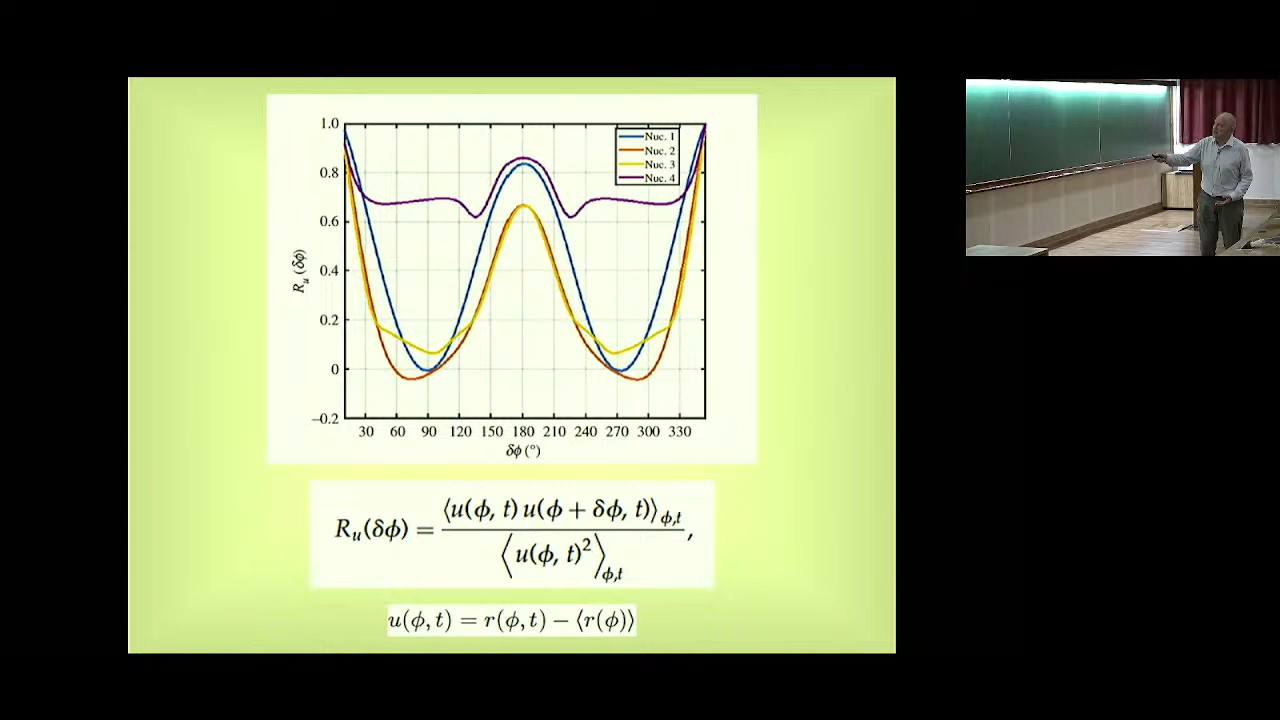 1.0
0.8
0.6
0.4
0.2
0
−0.2
R_u (δϕ)
Nuc. 1
Nuc. 2
Nuc. 3
Nuc. 4
30 60 90 120 150 180 210 240 270 300 330
δϕ (°)
R_u(δϕ) = ⟨u(ϕ, t) u(ϕ + δϕ, t)⟩_ϕ,t / ⟨u(ϕ, t)²⟩_ϕ,t ,
u(ϕ, t) = r(ϕ, t) − ⟨r(ϕ)⟩